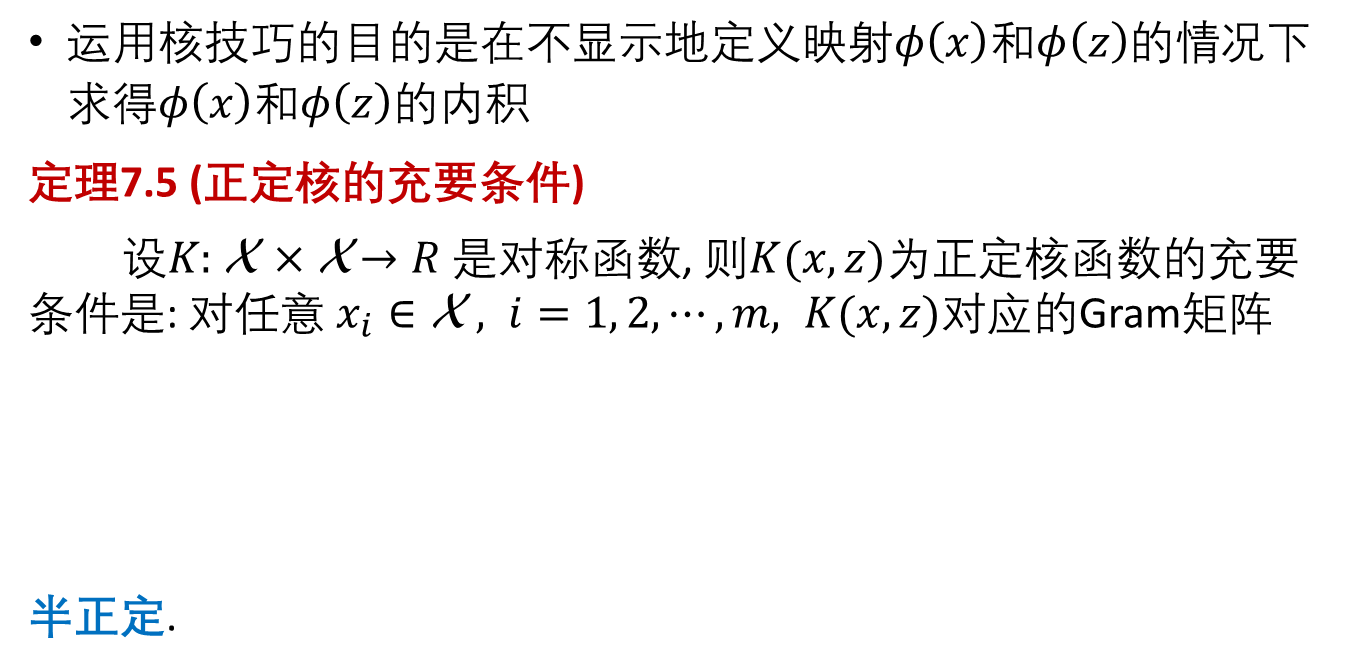 • 运用核技巧的目的是在不显示地定义映射ϕ(x)和ϕ(z)的情况下
求得ϕ(x)和ϕ(z)的内积
定理7.5 (正定核的充要条件)
设K: 𝒳 × 𝒳 → R 是对称函数, 则K(x, z)为正定核函数的充要
条件是: 对任意 xᵢ ∈ 𝒳, i = 1, 2, ⋯ , m, K(x, z)对应的Gram矩阵
半正定.